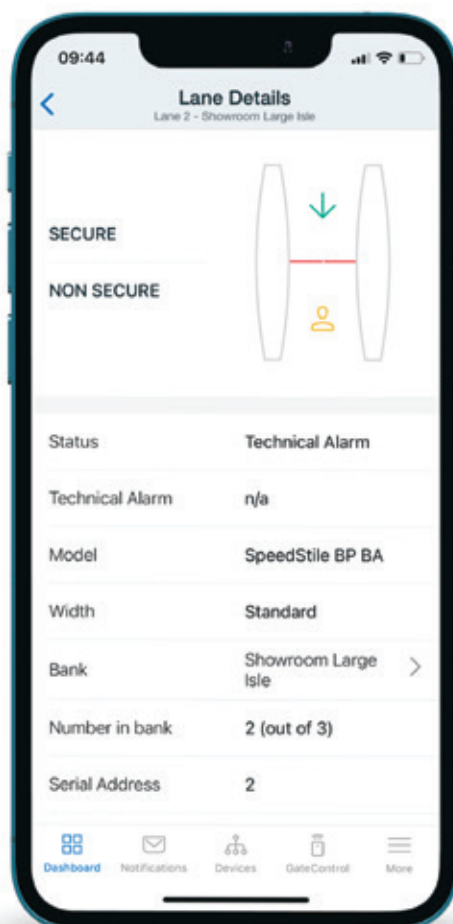 09:44
Lane Details
Lane 2 - Showroom Large Isle
SECURE
NON SECURE
Status Technical Alarm
Technical Alarm n/a
Model SpeedStile BP BA
Width Standard
Bank Showroom Large
Isle
Number in bank 2 (out of 3)
Serial Address 2
Dashboard Notifications Devices GateControl More